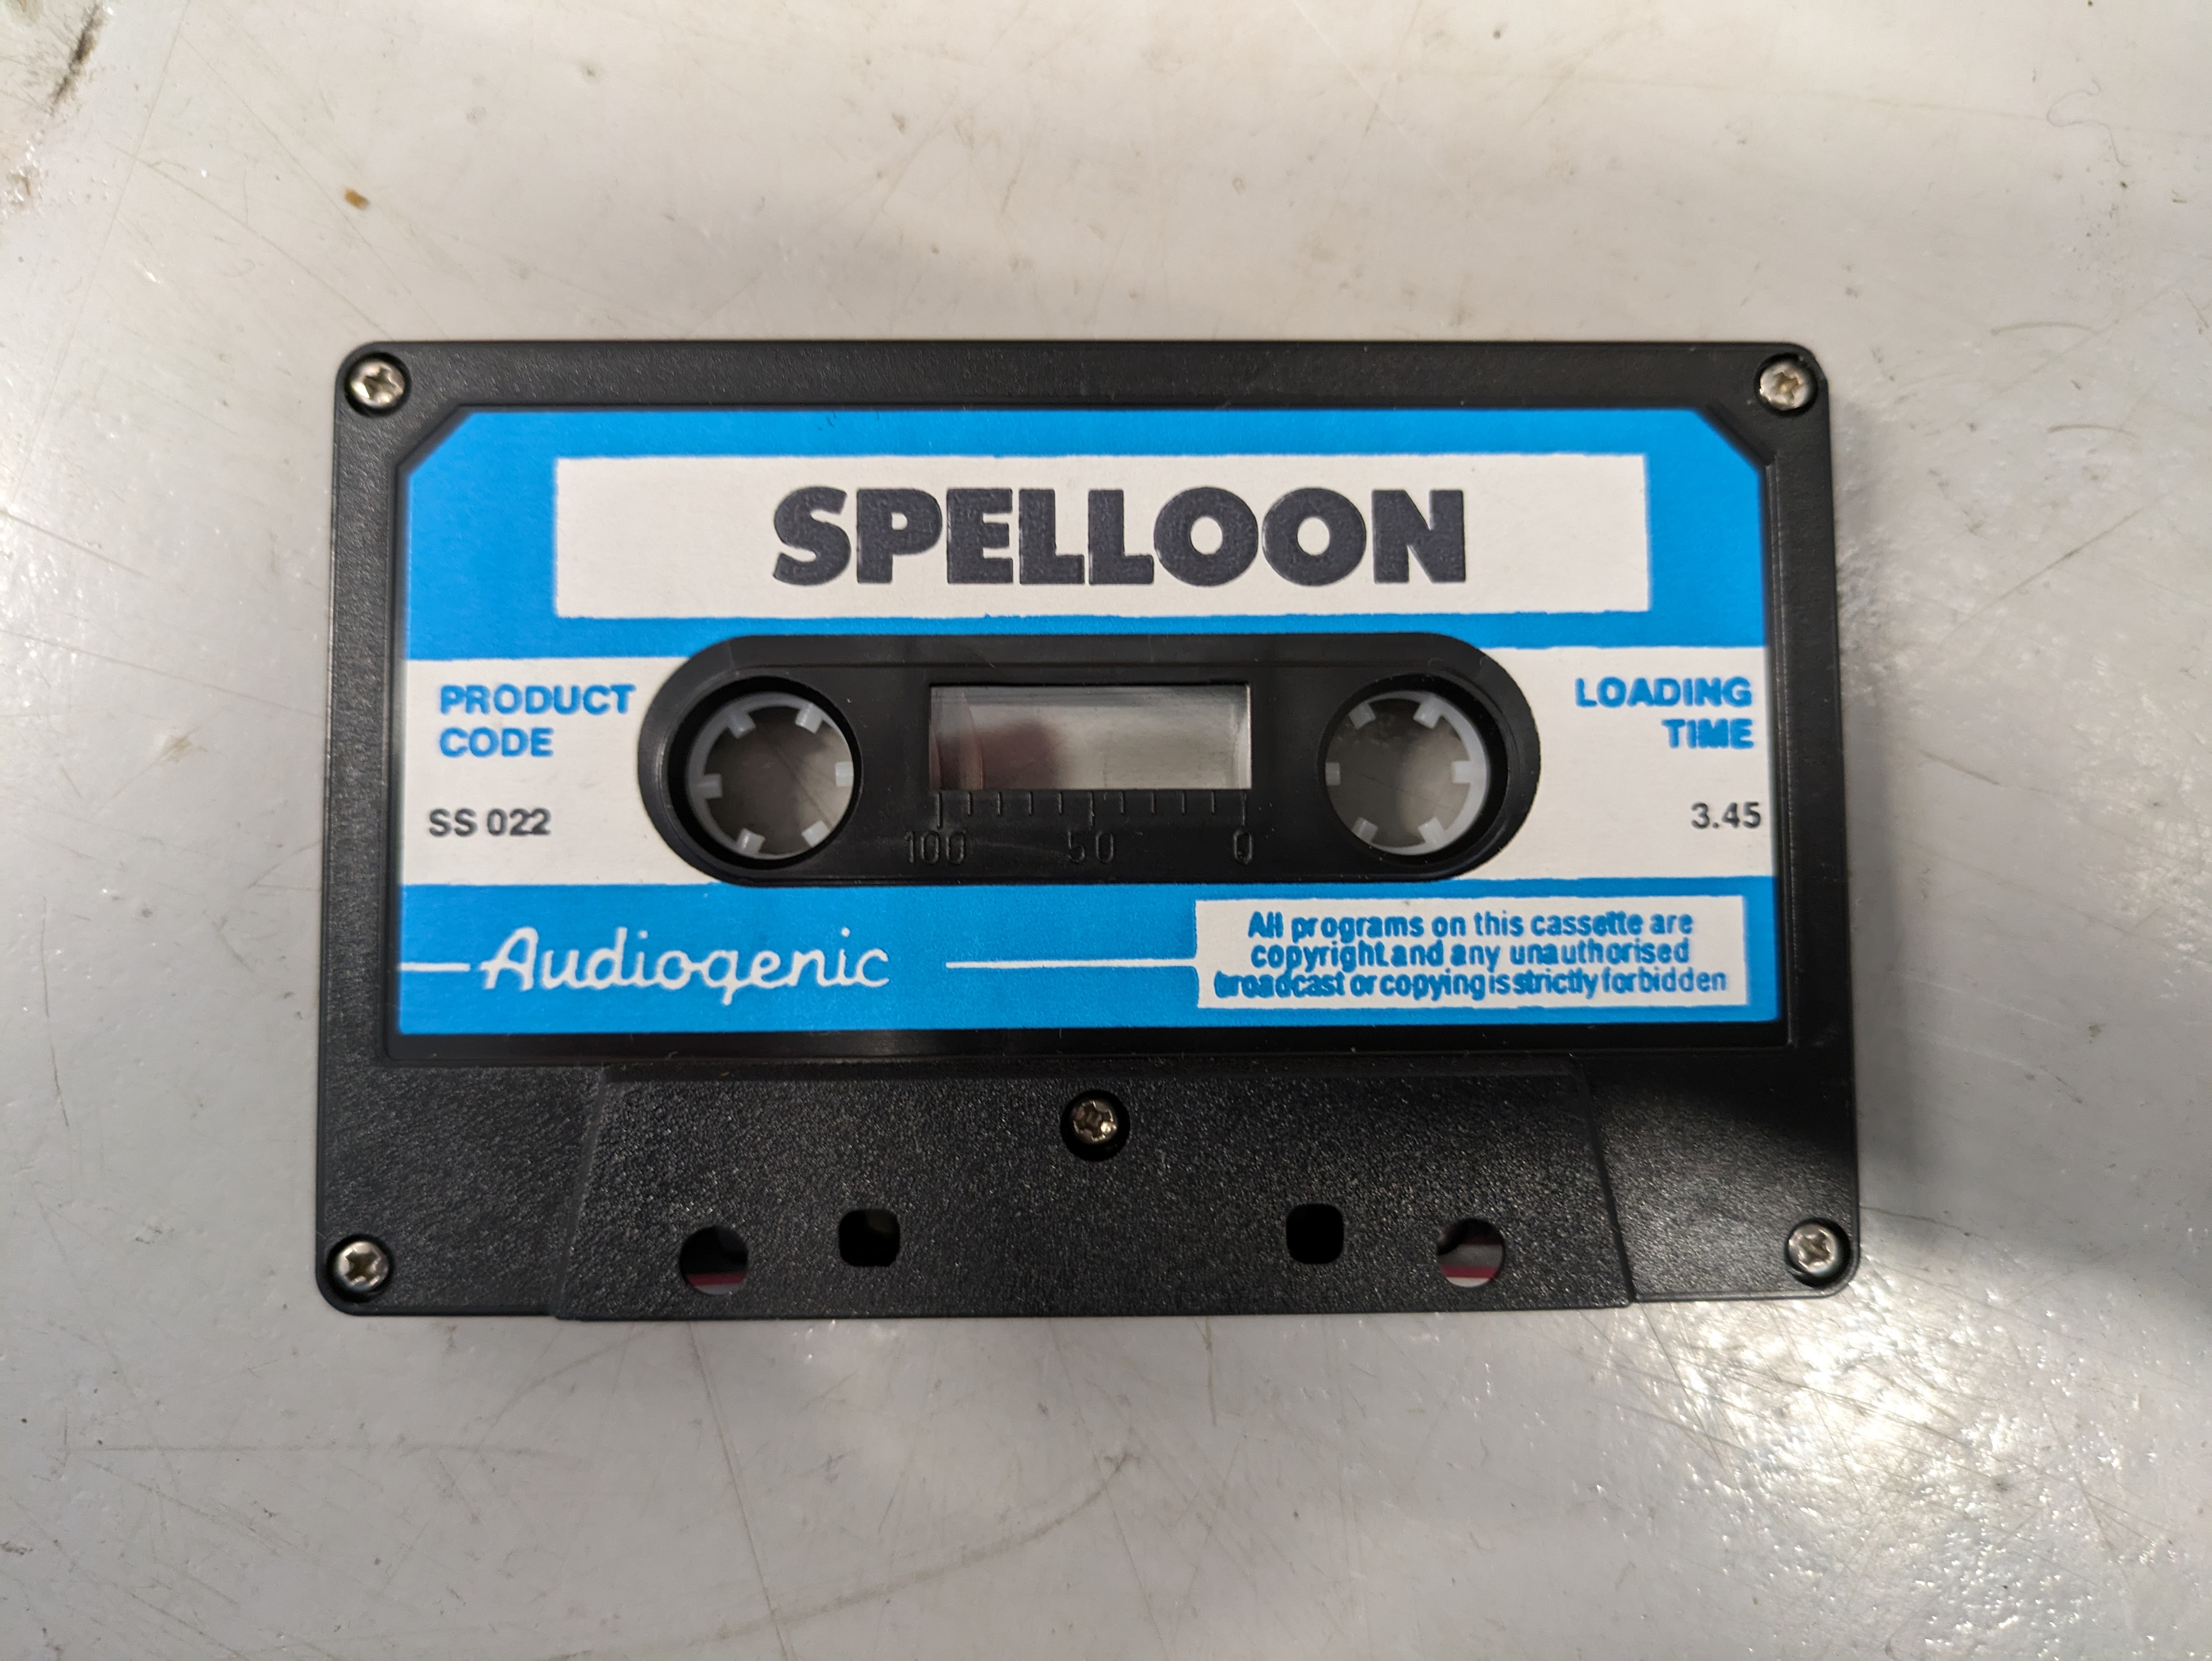 SPELLOON
PRODUCT
CODE
SS 022
LOADING
TIME
3.45
100 50 0
Audiogenic
All programs on this cassette are
copyright and any unauthorised
broadcast or copying is strictly forbidden